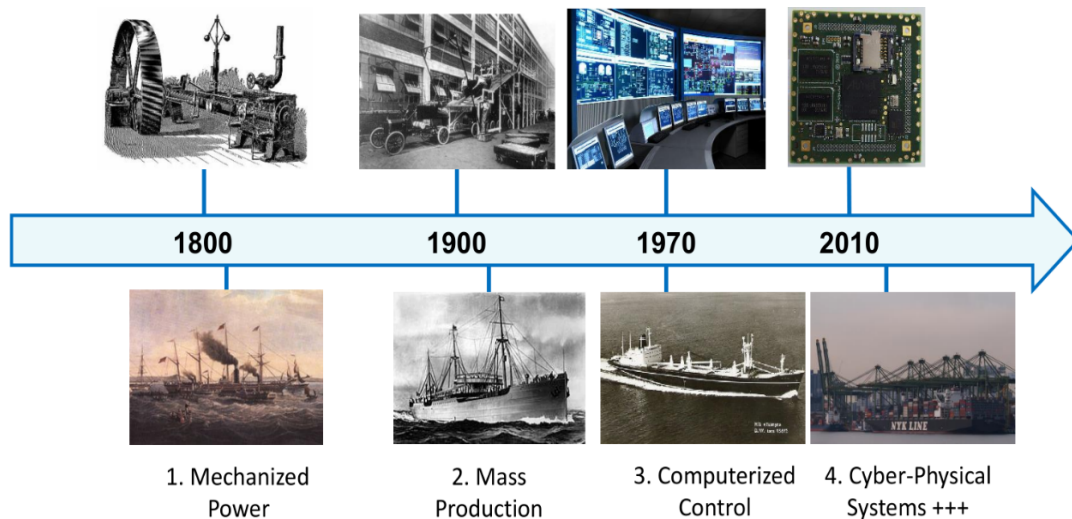 1800
1900
1970
2010
NYK LINE
1. Mechanized
Power
2. Mass
Production
3. Computerized
Control
4. Cyber-Physical
Systems +++